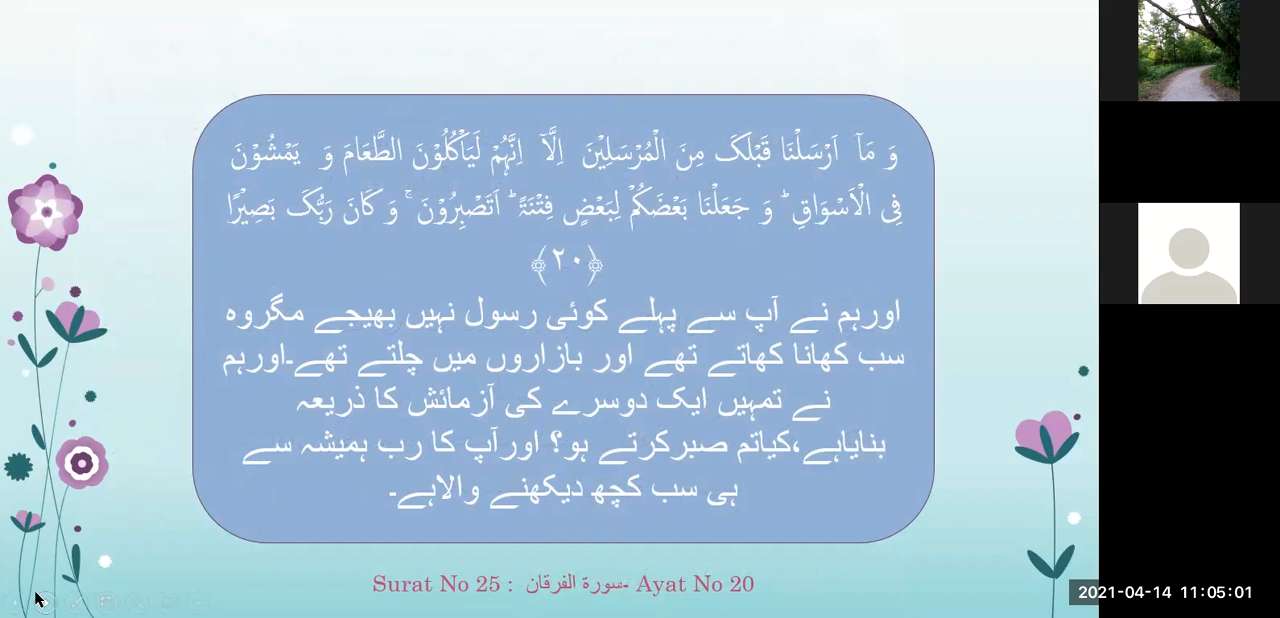 وَ مَاۤ اَرۡسَلۡنَا قَبۡلَکَ مِنَ الۡمُرۡسَلِیۡنَ اِلَّاۤ اِنَّہُمۡ لَیَاۡکُلُوۡنَ الطَّعَامَ وَ یَمۡشُوۡنَ
فِی الۡاَسۡوَاقِ ؕ وَ جَعَلۡنَا بَعۡضَکُمۡ لِبَعۡضٍ فِتۡنَۃً ؕ اَتَصۡبِرُوۡنَ ۚ وَ کَانَ رَبُّکَ بَصِیۡرًا
﴿۲۰﴾
اورہم نے آپ سے پہلے کوئی رسول نہیں بھیجے مگروہ
سب کھانا کھاتے تھے اور بازاروں میں چلتے تھے۔اورہم
نے تمہیں ایک دوسرے کی آزمائش کا ذریعہ
بنایاہے،کیاتم صبرکرتے ہو؟ اورآپ کا رب ہمیشہ سے
ہی سب کچھ دیکھنے والاہے۔
Surat No 25 : سورة الفرقان- Ayat No 20
2021-04-14 11:05:01